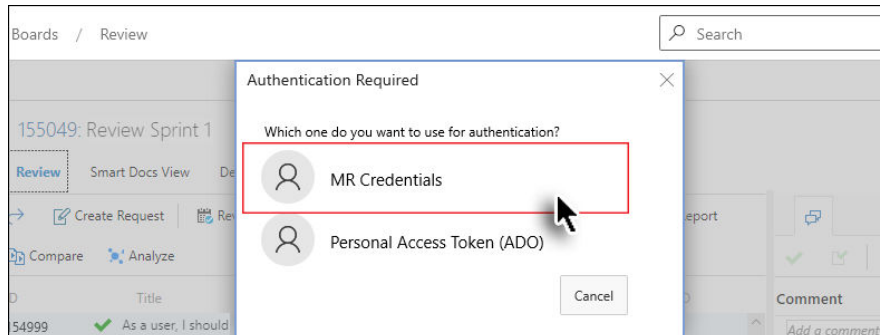 Boards / Review
Search
Authentication Required
Which one do you want to use for authentication?
155049: Review Sprint 1
Review Smart Docs View
MR Credentials
Create Request
Personal Access Token (ADO)
Compare Analyze
Cancel
Title
Comment
54999 As a user, I should
Add a comment